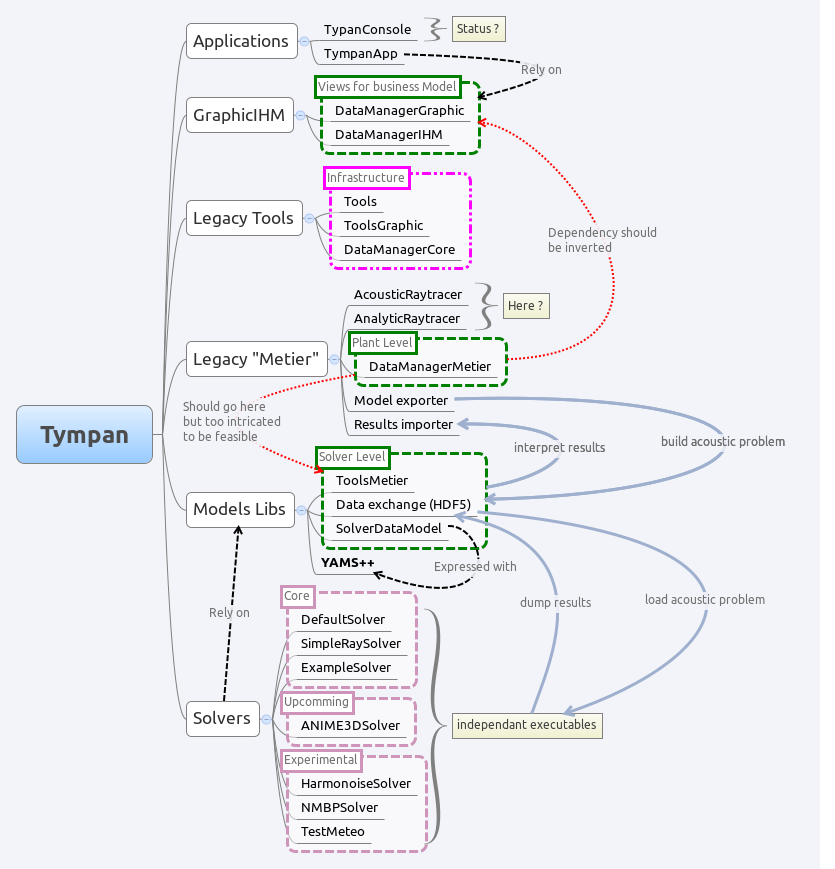 Tympan
Applications
TypanConsole
Status ?
TympanApp
Rely on
GraphicIHM
Views for business Model
DataManagerGraphic
DataManagerIHM
Legacy Tools
Infrastructure
Tools
ToolsGraphic
DataManagerCore
Dependency should
be inverted
Legacy "Metier"
AcousticRaytracer
AnalyticRaytracer
Here ?
Plant Level
DataManagerMetier
Model exporter
Results importer
Should go here
but too intricated
to be feasible
interpret results
build acoustic problem
Models Libs
Solver Level
ToolsMetier
Data exchange (HDF5)
SolverDataModel
YAMS++
Expressed with
Rely on
dump results
load acoustic problem
Solvers
Core
DefaultSolver
SimpleRaySolver
ExampleSolver
Upcomming
ANIME3DSolver
Experimental
HarmonoiseSolver
NMBPSolver
TestMeteo
independant executables